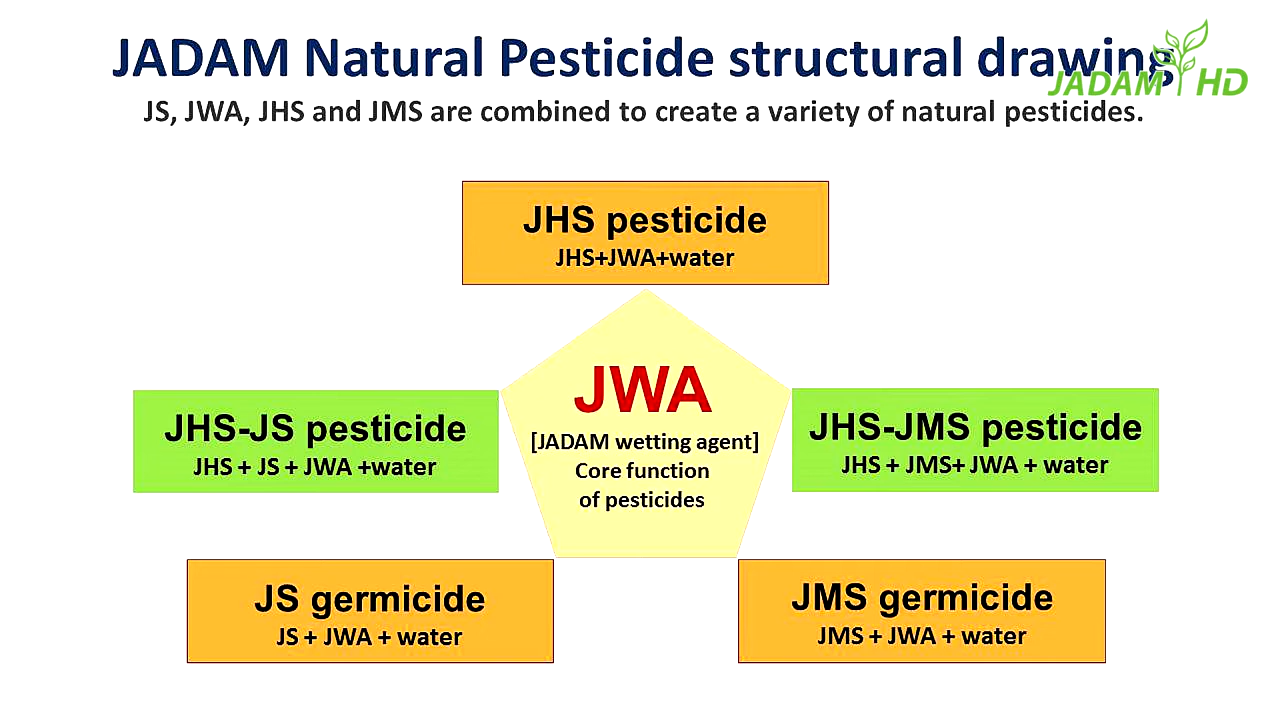 JADAM Natural Pesticide structural drawing
JADAM HD
JS, JWA, JHS and JMS are combined to create a variety of natural pesticides.
JHS pesticide
JHS+JWA+water
JWA
[JADAM wetting agent]
Core function
of pesticides
JHS-JS pesticide
JHS + JS + JWA +water
JHS-JMS pesticide
JHS + JMS+ JWA + water
JS germicide
JS + JWA + water
JMS germicide
JMS + JWA + water